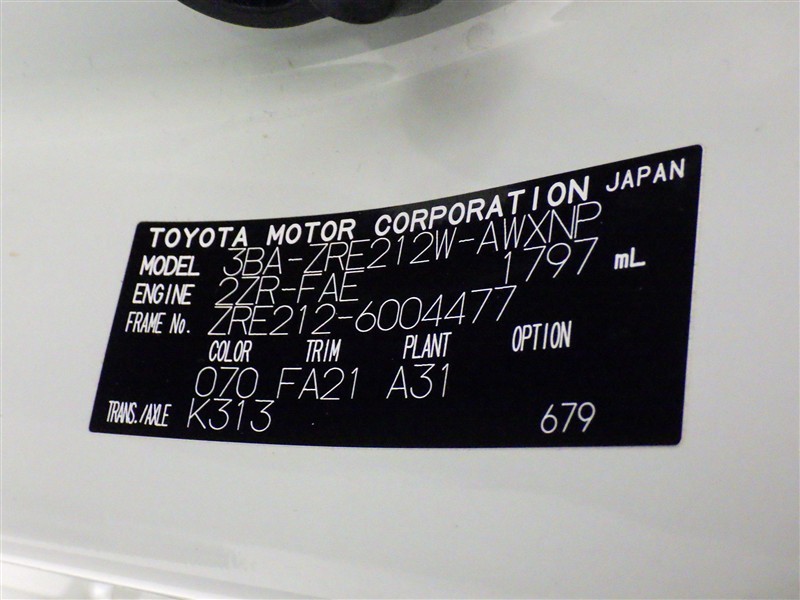 TOYOTA MOTOR CORPORATION JAPAN
MODEL 3BA-ZRE212W-AWXNP
ENGINE 2ZR-FAE 1797 mL
FRAME No. ZRE212-6004477
COLOR TRIM PLANT OPTION
070 FA21 A31
TRANS./AXLE K313 679